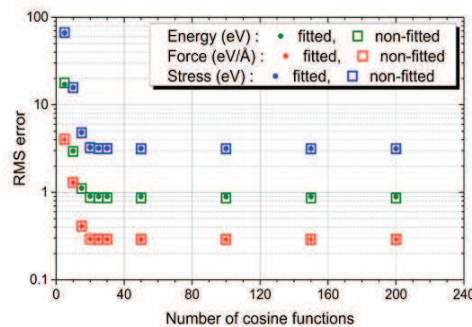 100
10
1
0.1
RMS error
Energy (eV) : fitted, non-fitted
Force (eV/Å) : fitted, non-fitted
Stress (eV) : fitted, non-fitted
0 40 80 120 160 200 240
Number of cosine functions